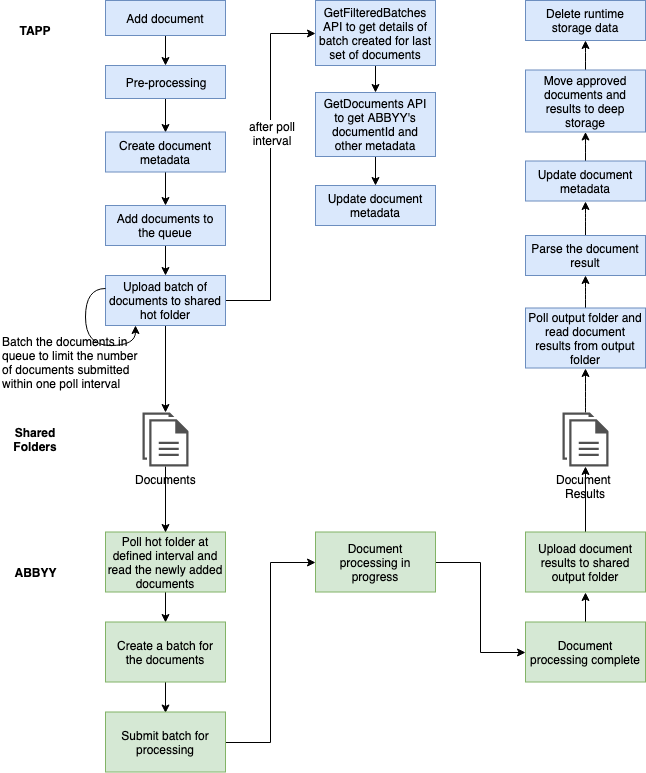 TAPP
Add document
Pre-processing
Create document
metadata
Add documents to
the queue
Upload batch of
documents to shared
hot folder
Batch the documents in
queue to limit the number
of documents submitted
within one poll interval
after poll
interval
GetFilteredBatches
API to get details of
batch created for last
set of documents
GetDocuments API
to get ABBYY's
documentId and
other metadata
Update document
metadata
Delete runtime
storage data
Move approved
documents and
results to deep
storage
Update document
metadata
Parse the document
result
Poll output folder and
read document
results from output
folder
Shared
Folders
Documents
Document
Results
ABBYY
Poll hot folder at
defined interval and
read the newly added
documents
Create a batch for
the documents
Submit batch for
processing
Document
processing in
progress
Upload document
results to shared
output folder
Document
processing complete